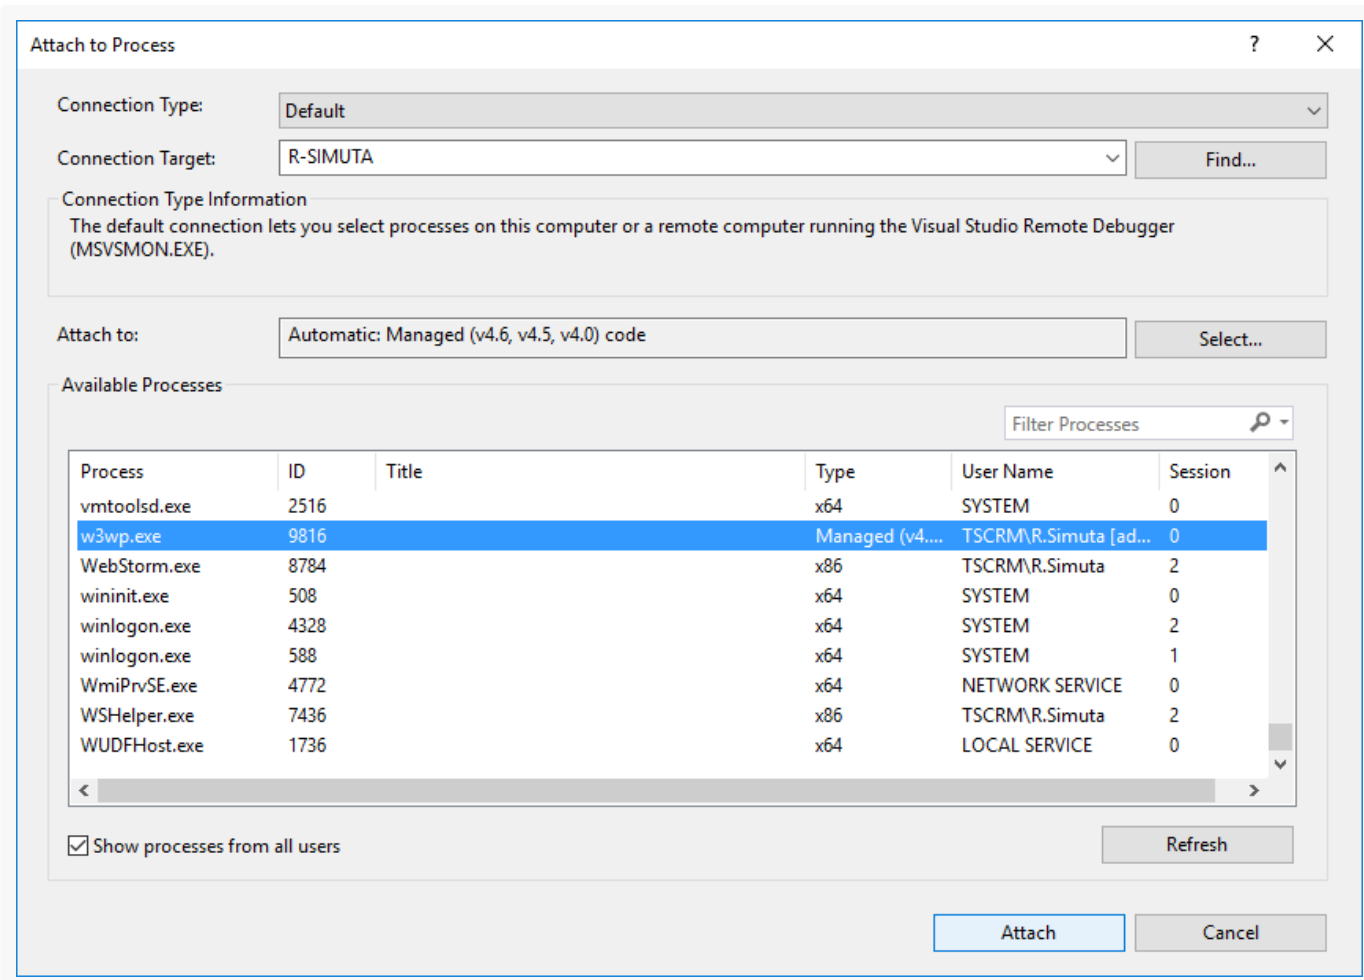 Attach to Process ?
Connection Type: Default
Connection Target: R-SIMUTA Find...
Connection Type Information
The default connection lets you select processes on this computer or a remote computer running the Visual Studio Remote Debugger
(MSVSMON.EXE).
Attach to: Automatic: Managed (v4.6, v4.5, v4.0) code Select...
Available Processes
Filter Processes
Process ID Title Type User Name Session
vmtoolsd.exe 2516 x64 SYSTEM 0
w3wp.exe 9816 Managed (v4.... TSCRM\R.Simuta [ad... 0
WebStorm.exe 8784 x86 TSCRM\R.Simuta 2
wininit.exe 508 x64 SYSTEM 0
winlogon.exe 4328 x64 SYSTEM 2
winlogon.exe 588 x64 SYSTEM 1
WmiPrvSE.exe 4772 x64 NETWORK SERVICE 0
WSHelper.exe 7436 x86 TSCRM\R.Simuta 2
WUDFHost.exe 1736 x64 LOCAL SERVICE 0
Show processes from all users Refresh
Attach Cancel